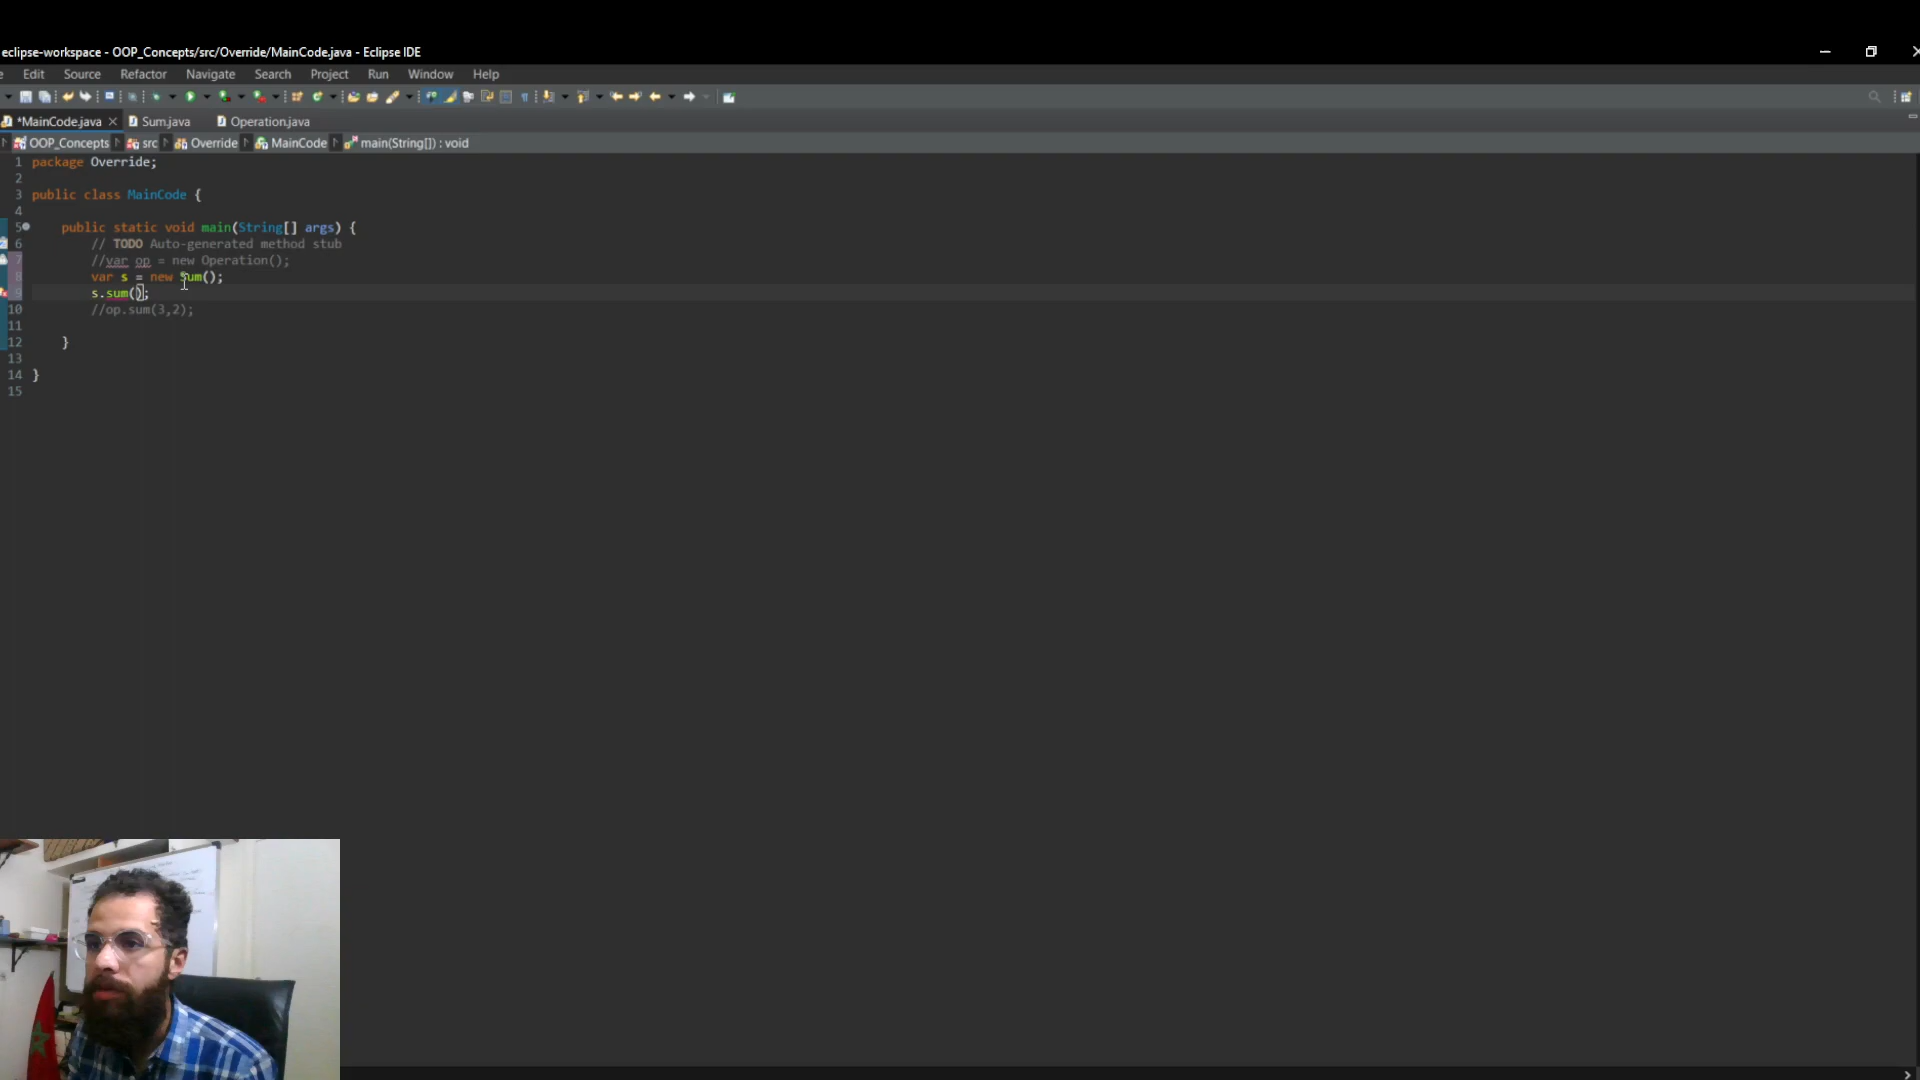 eclipse-workspace - OOP_Concepts/src/Override/MainCode.java - Eclipse IDE
Edit Source Refactor Navigate Search Project Run Window Help
*MainCode.java Sum.java Operation.java
OOP_Concepts src Override MainCode main(String[]) : void
1 package Override;
2
3 public class MainCode {
4
5 public static void main(String[] args) {
6 // TODO Auto-generated method stub
7 //var op = new Operation();
8 var s = new Sum();
9 s.sum();
10 //op.sum(3,2);
11
12 }
13
14 }
15